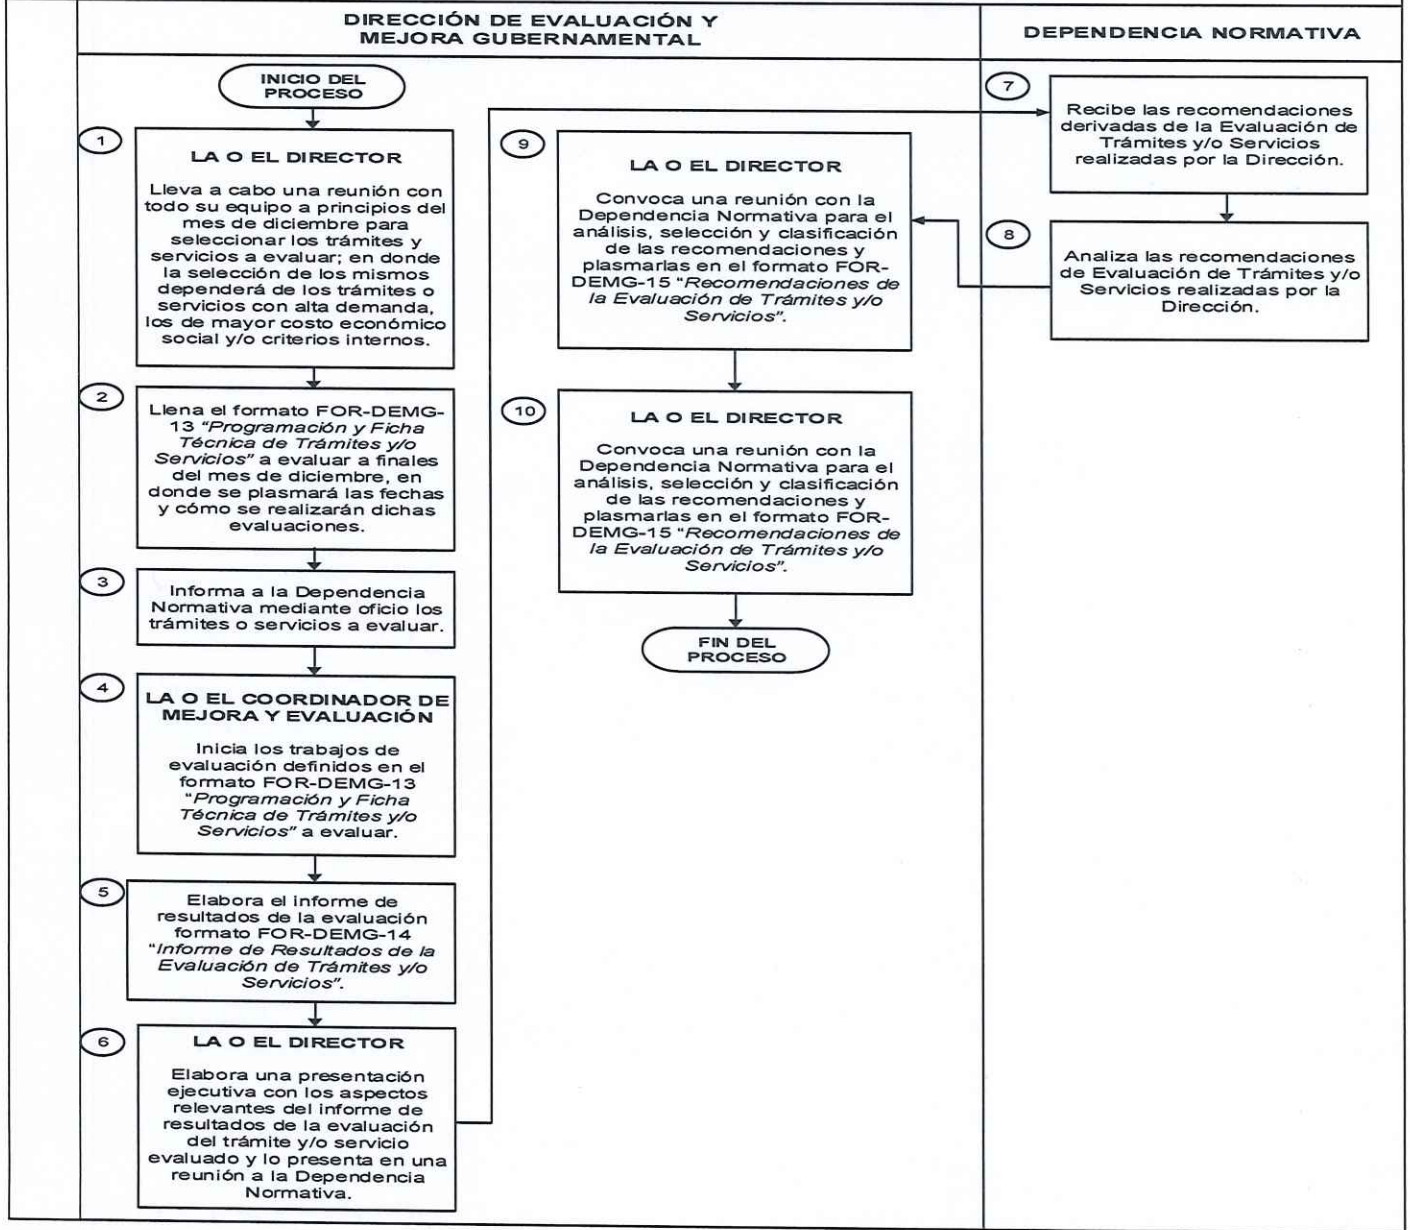 DIRECCIÓN DE EVALUACIÓN Y
MEJORA GUBERNAMENTAL
DEPENDENCIA NORMATIVA
INICIO DEL
PROCESO
1
LA O EL DIRECTOR
Lleva a cabo una reunión con
todo su equipo a principios del
mes de diciembre para
seleccionar los trámites y
servicios a evaluar; en donde
la selección de los mismos
dependerá de los trámites o
servicios con alta demanda,
los de mayor costo económico
social y/o criterios internos.
2
Llena el formato FOR-DEMG-
13 "Programación y Ficha
Técnica de Trámites y/o
Servicios" a evaluar a finales
del mes de diciembre, en
donde se plasmará las fechas
y cómo se realizarán dichas
evaluaciones.
3
Informa a la Dependencia
Normativa mediante oficio los
trámites o servicios a evaluar.
4
LA O EL COORDINADOR DE
MEJORA Y EVALUACIÓN
Inicia los trabajos de
evaluación definidos en el
formato FOR-DEMG-13
"Programación y Ficha
Técnica de Trámites y/o
Servicios" a evaluar.
5
Elabora el informe de
resultados de la evaluación
formato FOR-DEMG-14
"Informe de Resultados de la
Evaluación de Trámites y/o
Servicios".
6
LA O EL DIRECTOR
Elabora una presentación
ejecutiva con los aspectos
relevantes del informe de
resultados de la evaluación
del trámite y/o servicio
evaluado y lo presenta en una
reunión a la Dependencia
Normativa.
7
Recibe las recomendaciones
derivadas de la Evaluación de
Trámites y/o Servicios
realizadas por la Dirección.
8
Analiza las recomendaciones
de Evaluación de Trámites y/o
Servicios realizadas por la
Dirección.
9
LA O EL DIRECTOR
Convoca una reunión con la
Dependencia Normativa para el
análisis, selección y clasificación
de las recomendaciones y
plasmarlas en el formato FOR-
DEMG-15 "Recomendaciones de
la Evaluación de Trámites y/o
Servicios".
10
LA O EL DIRECTOR
Convoca una reunión con la
Dependencia Normativa para el
análisis, selección y clasificación
de las recomendaciones y
plasmarlas en el formato FOR-
DEMG-15 "Recomendaciones de
la Evaluación de Trámites y/o
Servicios".
FIN DEL
PROCESO